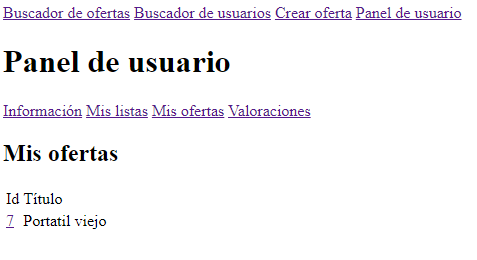 Buscador de ofertas Buscador de usuarios Crear oferta Panel de usuario
Panel de usuario
Información Mis listas Mis ofertas Valoraciones
Mis ofertas
Id Título
7 Portatil viejo